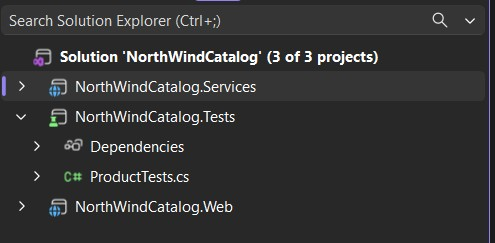 Search Solution Explorer (Ctrl+;)
Solution 'NorthWindCatalog' (3 of 3 projects)
NorthWindCatalog.Services
NorthWindCatalog.Tests
Dependencies
C# ProductTests.cs
NorthWindCatalog.Web